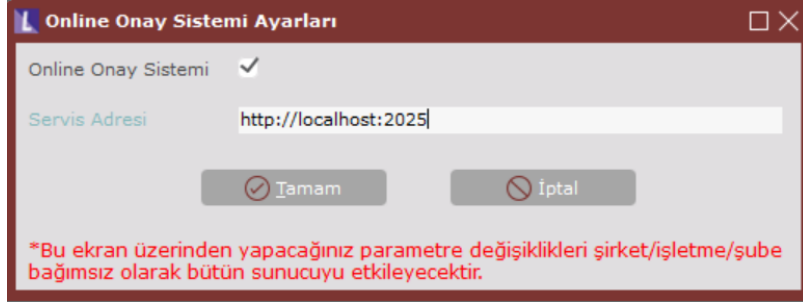 Online Onay Sistemi Ayarları
Online Onay Sistemi
Servis Adresi http://localhost:2025
Tamam İptal
*Bu ekran üzerinden yapacağınız parametre değişiklikleri şirket/işletme/şube
bağımsız olarak bütün sunucuyu etkileyecektir.